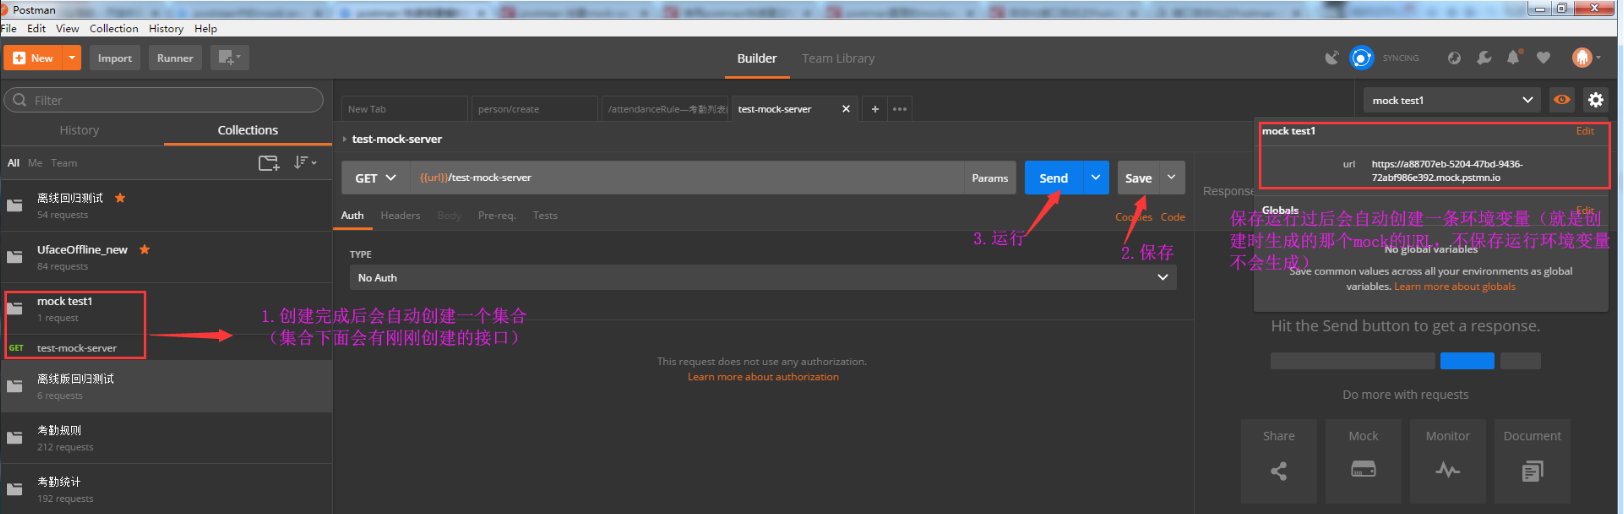 Postman
File Edit View Collection History Help
New Import Runner Builder Team Library SYNCING
Filter
History Collections
All Me Team
离线回归测试
54 requests
UfaceOffline_new
84 requests
mock test1
1 request
GET test-mock-server
离线版回归测试
6 requests
考勤规则
212 requests
考勤统计
192 requests
1.创建完成后会自动创建一个集合
（集合下面会有刚刚创建的接口）
New Tab person/create /attendanceRule—考勤列表 test-mock-server
test-mock-server
GET {{url}}/test-mock-server Params Send Save
Auth Headers Body Pre-req. Tests Cookies Code
3.运行
2.保存
TYPE
No Auth
This request does not use any authorization.
Learn more about authorization
mock test1
mock test1 Edit
url https://a88707eb-5204-47bd-9436-
72abf986e392.mock.pstmn.io
Response
Globals Edit
保存运行过后会自动创建一条环境变量（就是创
建时生成的那个mock的URL，不保存运行环境变量
不会生成）
No global variables
Save common values across all your environments as global
variables. Learn more about globals
Hit the Send button to get a response.
Do more with requests
Share Mock Monitor Document